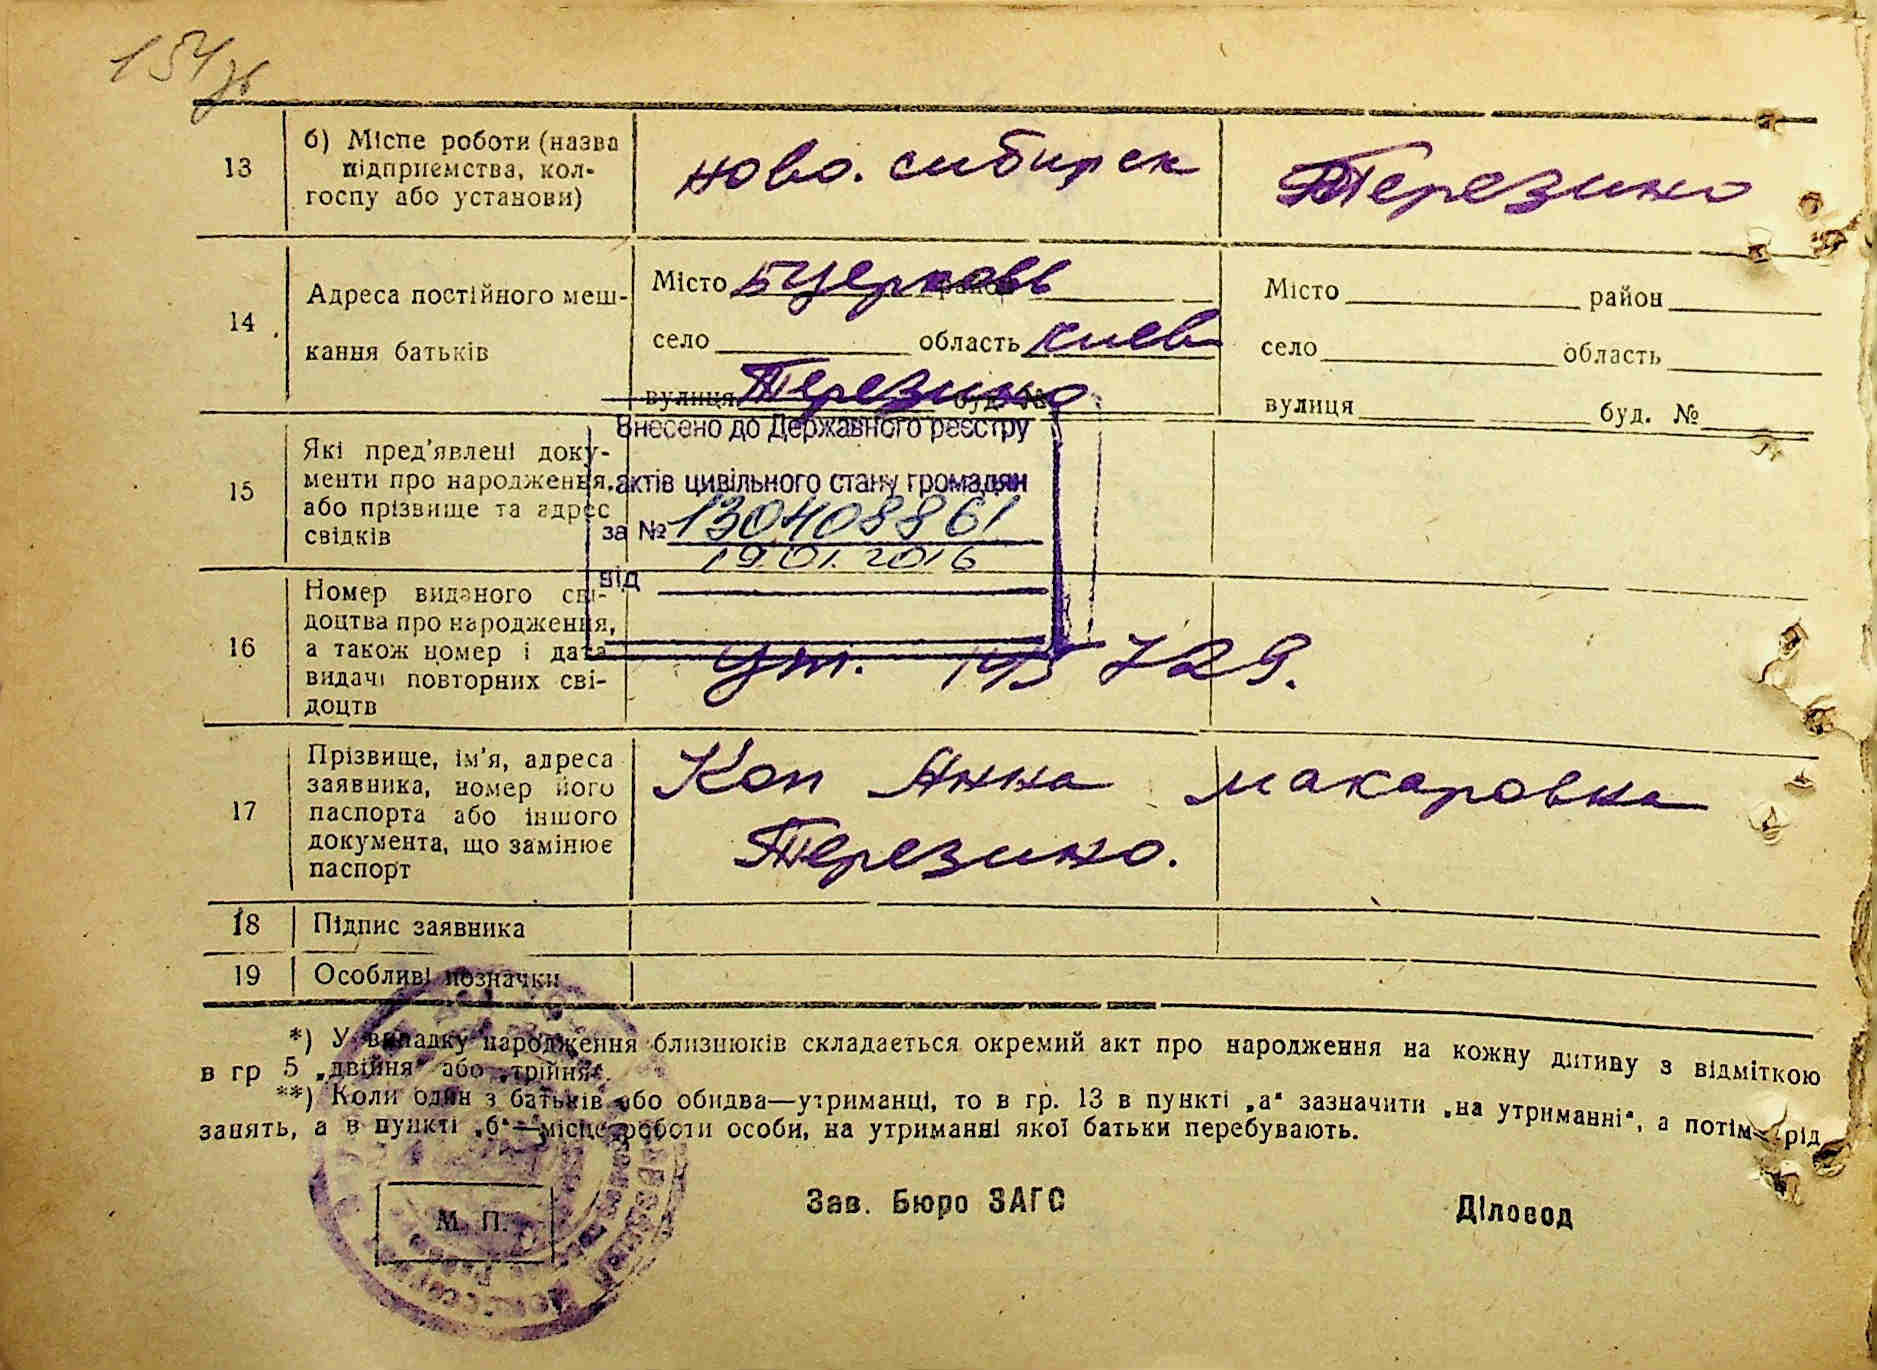 154
13
б) Місце роботи (назва
підприємства, кол-
госпу або установи)
ново. сибирск
Терезино
14
Адреса постійного меш-
кання батьків
Місто БЦерковь район
село область Киев
вулиця Терезино буд. №
Місто район
село область
вулиця буд. №
15
Які пред'явлені доку-
менти про народження,
або прізвище та адрес
свідків
Внесено до Державного реєстру
актів цивільного стану громадян
за № 130408861
19.01.2016
від
16
Номер виданого сві-
доцтва про народження,
а також номер і дата
видачі повторних сві-
доцтв
729.
17
Прізвище, ім'я, адреса
заявника, номер його
паспорта або іншого
документа, що замінює
паспорт
Коп Анна макаровна
Терезино.
18
Підпис заявника
19
Особливі позначки
*) У випадку народження близнюків складається окремий акт про народження на кожну дитину з відміткою
в гр 5 „двійня" або „трійня".
**) Коли один з батьків або обидва—утриманці, то в гр. 13 в пункті „а" зазначити „на утриманні", а потім рід
занять, а в пункті „б"—місце роботи особи, на утриманні якої батьки перебувають.
М. П.
Зав. Бюро ЗАГС
Діловод